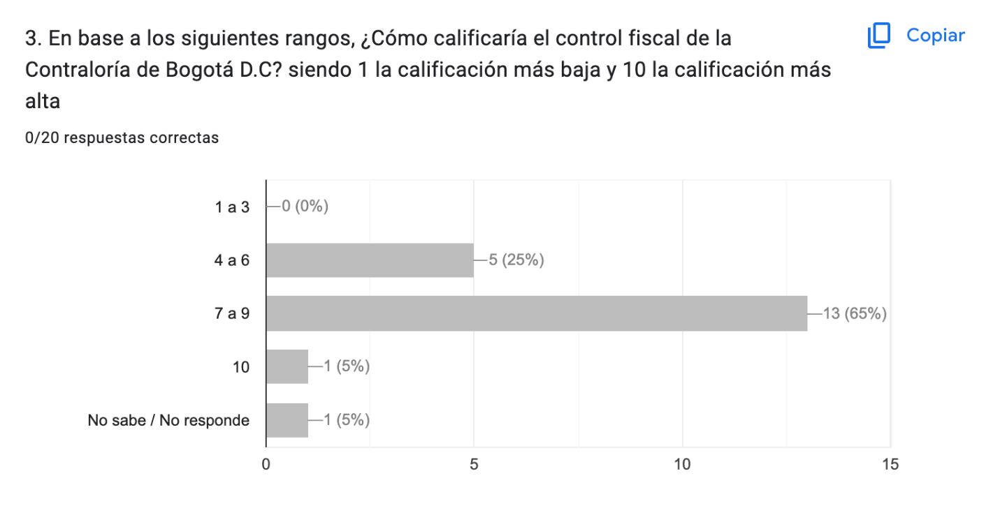 3. En base a los siguientes rangos, ¿Cómo calificaría el control fiscal de la
Contraloría de Bogotá D.C? siendo 1 la calificación más baja y 10 la calificación más
alta
Copiar
0/20 respuestas correctas
1 a 3
0 (0%)
4 a 6
5 (25%)
7 a 9
13 (65%)
10
1 (5%)
No sabe / No responde
1 (5%)
0
5
10
15